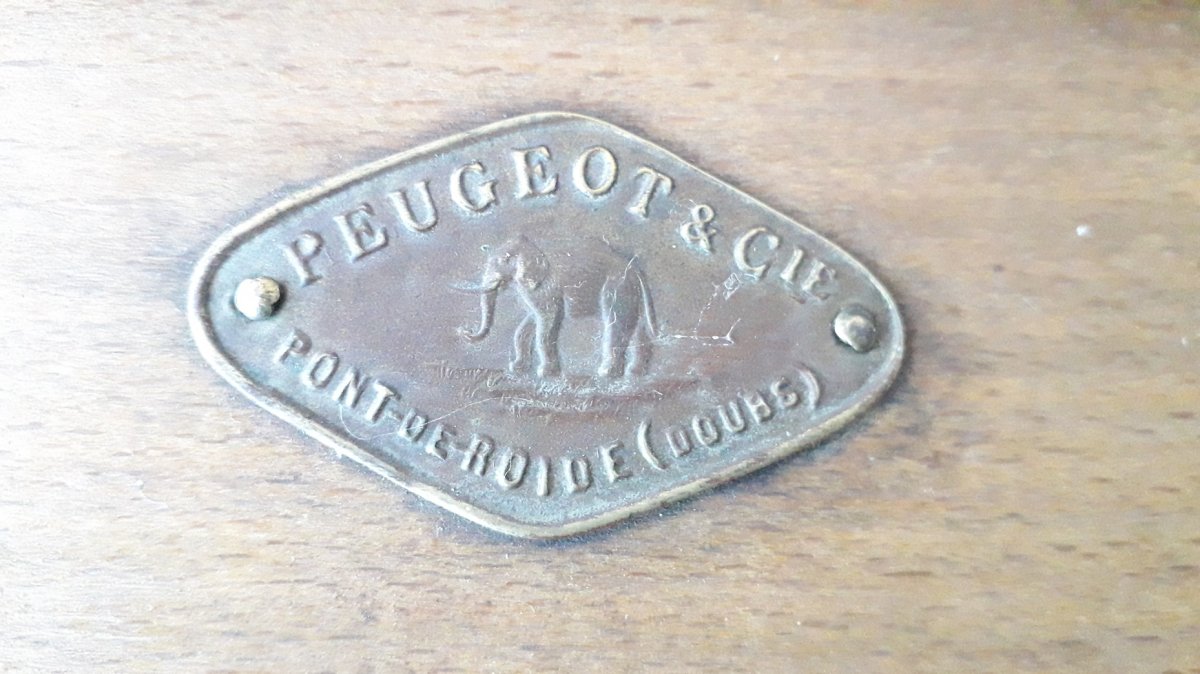 PEUGEOT & CIE
PONT-DE-ROIDE (DOUBS)